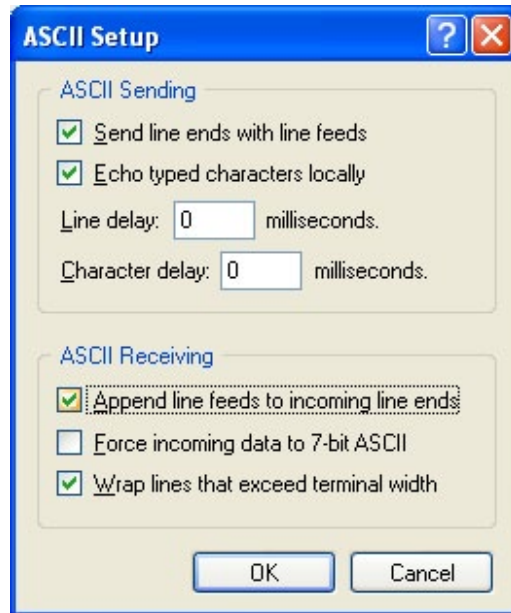 ASCII Setup
ASCII Sending
Send line ends with line feeds
Echo typed characters locally
Line delay: 0 milliseconds.
Character delay: 0 milliseconds.
ASCII Receiving
Append line feeds to incoming line ends
Force incoming data to 7-bit ASCII
Wrap lines that exceed terminal width
OK Cancel